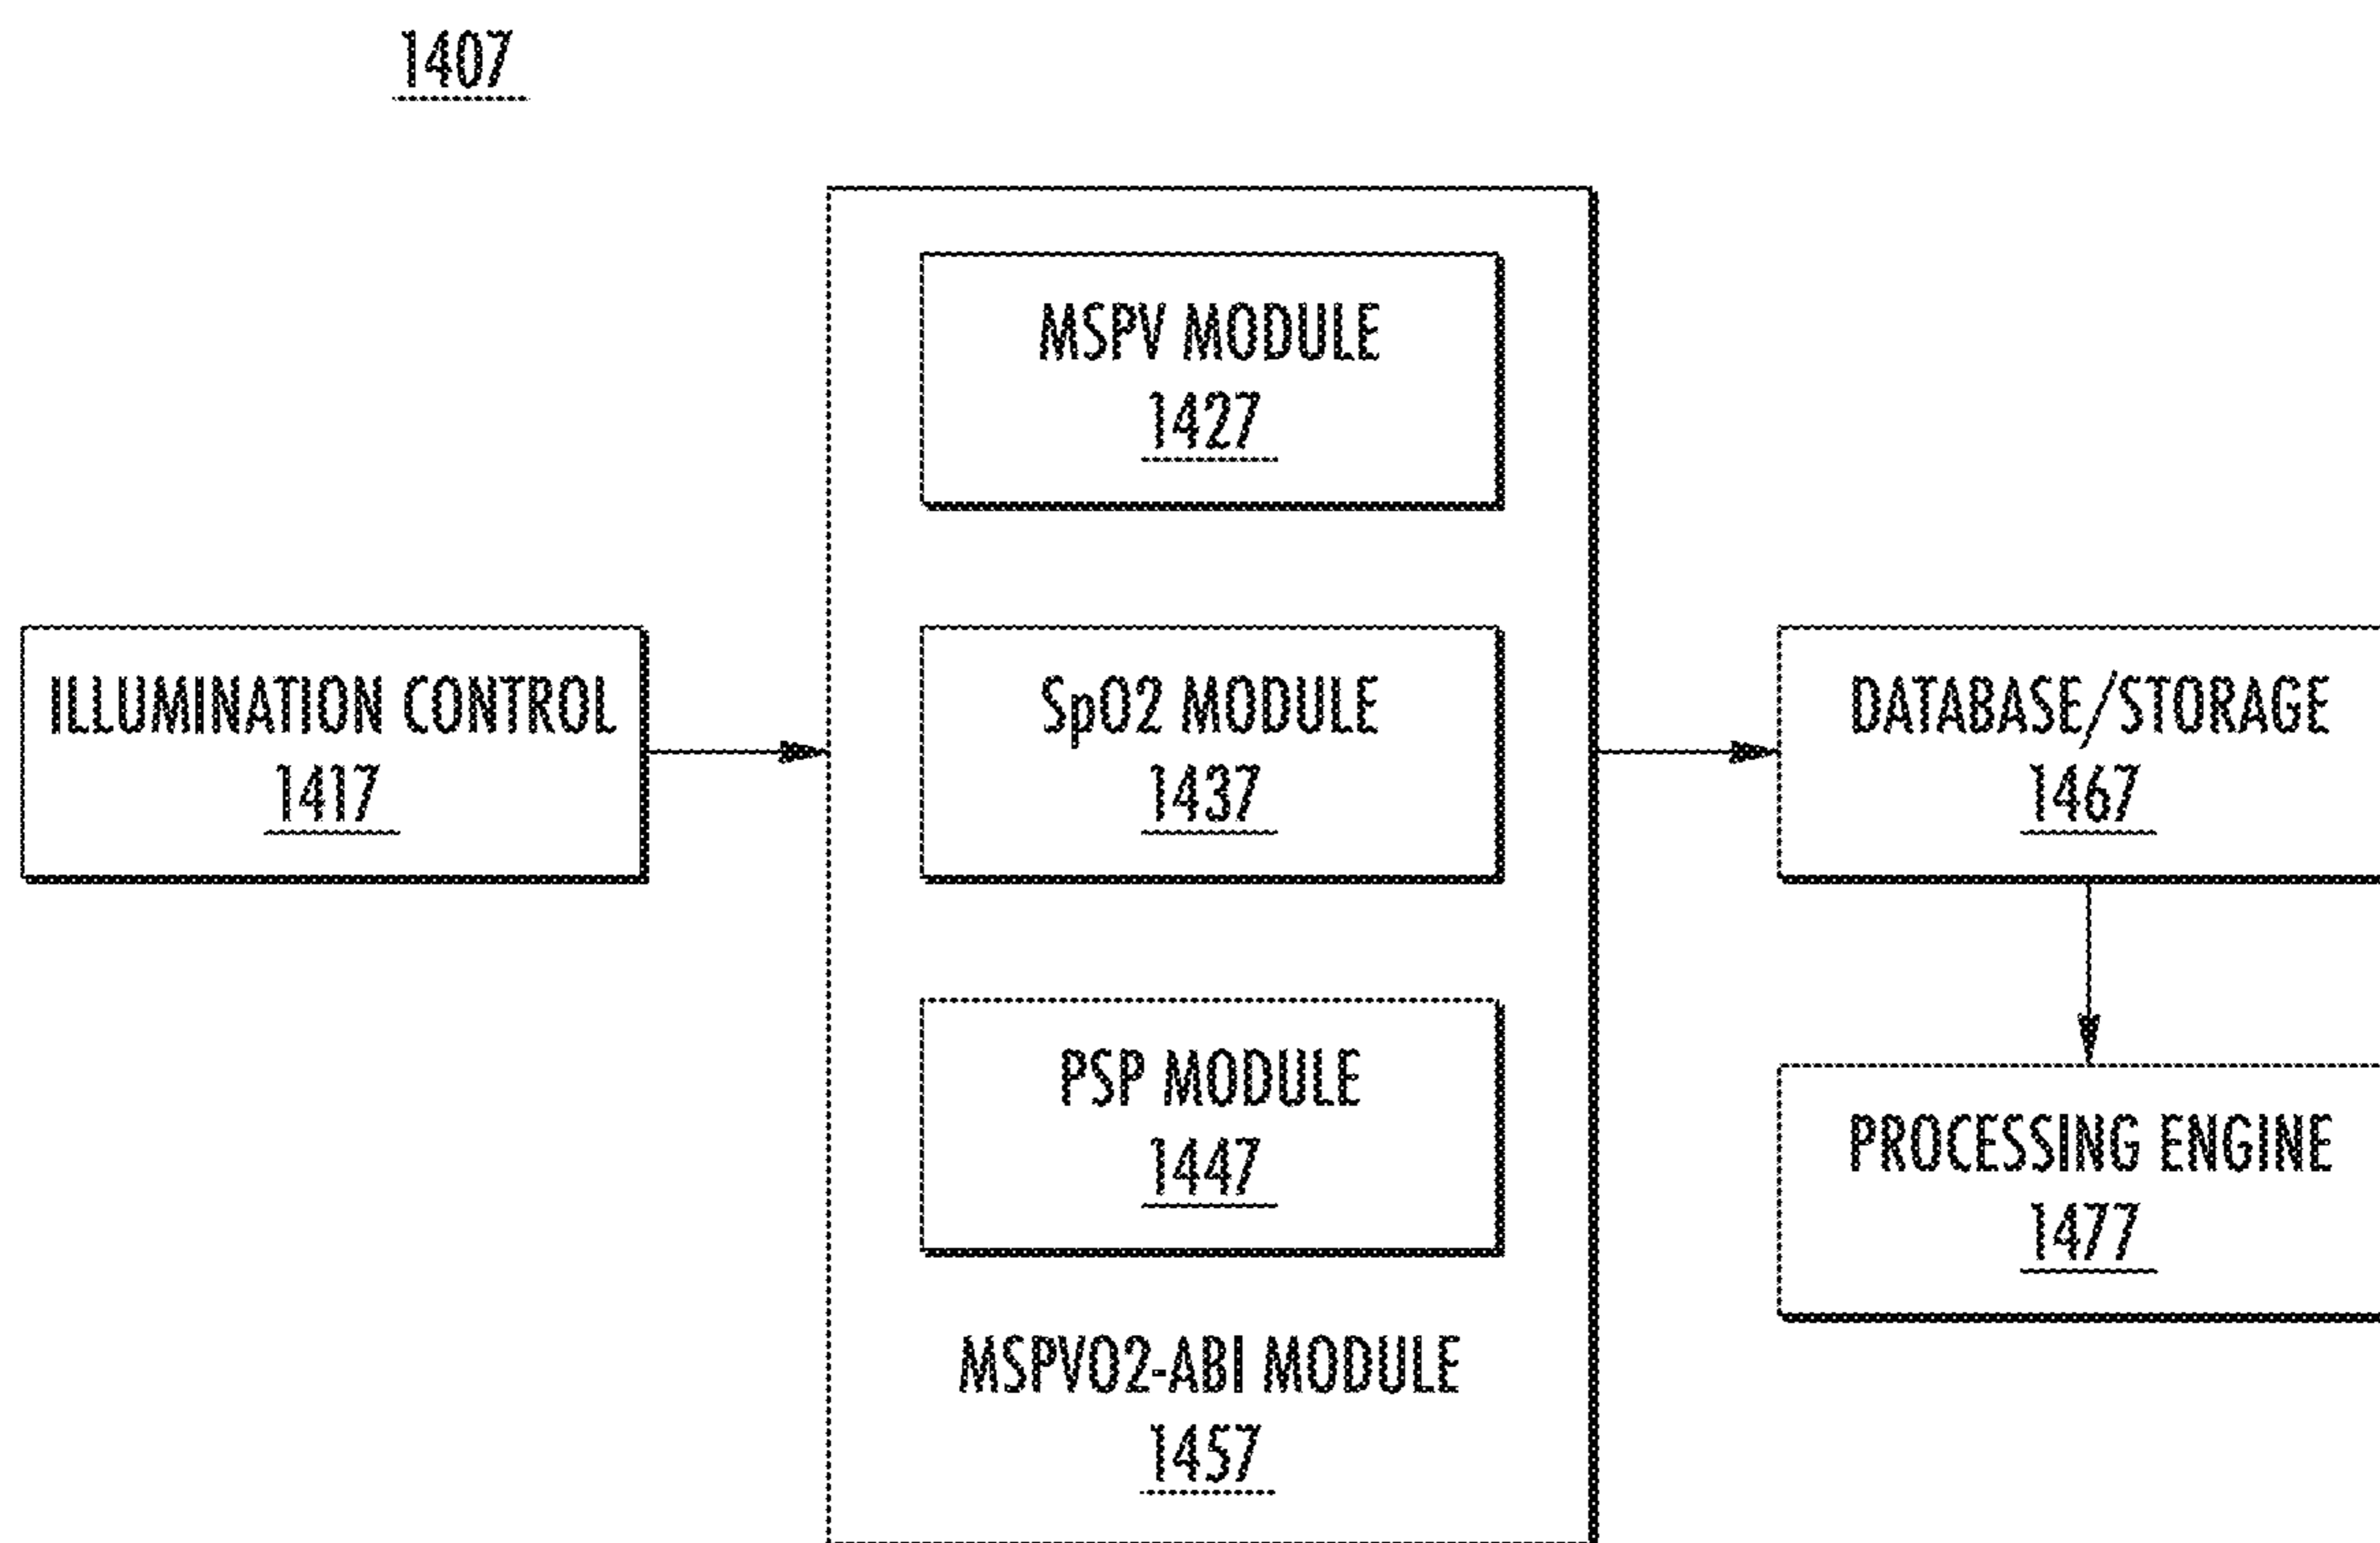 1407
MSPV MODULE
1427
ILLUMINATION CONTROL
1417
SpO2 MODULE
1437
DATABASE/STORAGE
1467
PSP MODULE
1447
PROCESSING ENGINE
1477
MSPVO2-ABI MODULE
1457